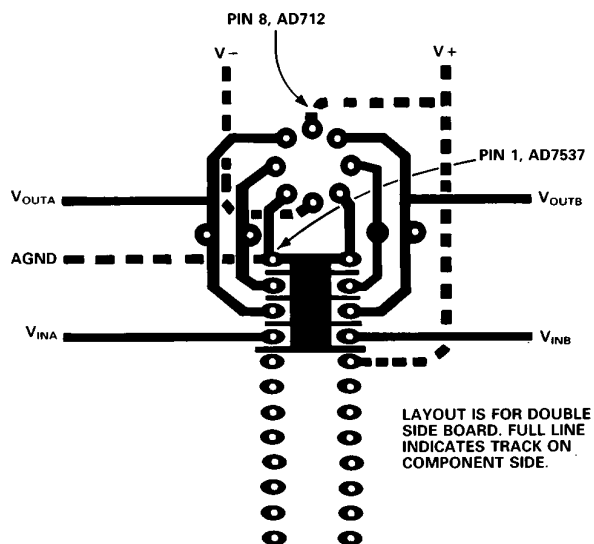 PIN 8, AD712
V−
V+
PIN 1, AD7537
VOUTA
VOUTB
AGND
VINA
VINB
LAYOUT IS FOR DOUBLE
SIDE BOARD. FULL LINE
INDICATES TRACK ON
COMPONENT SIDE.